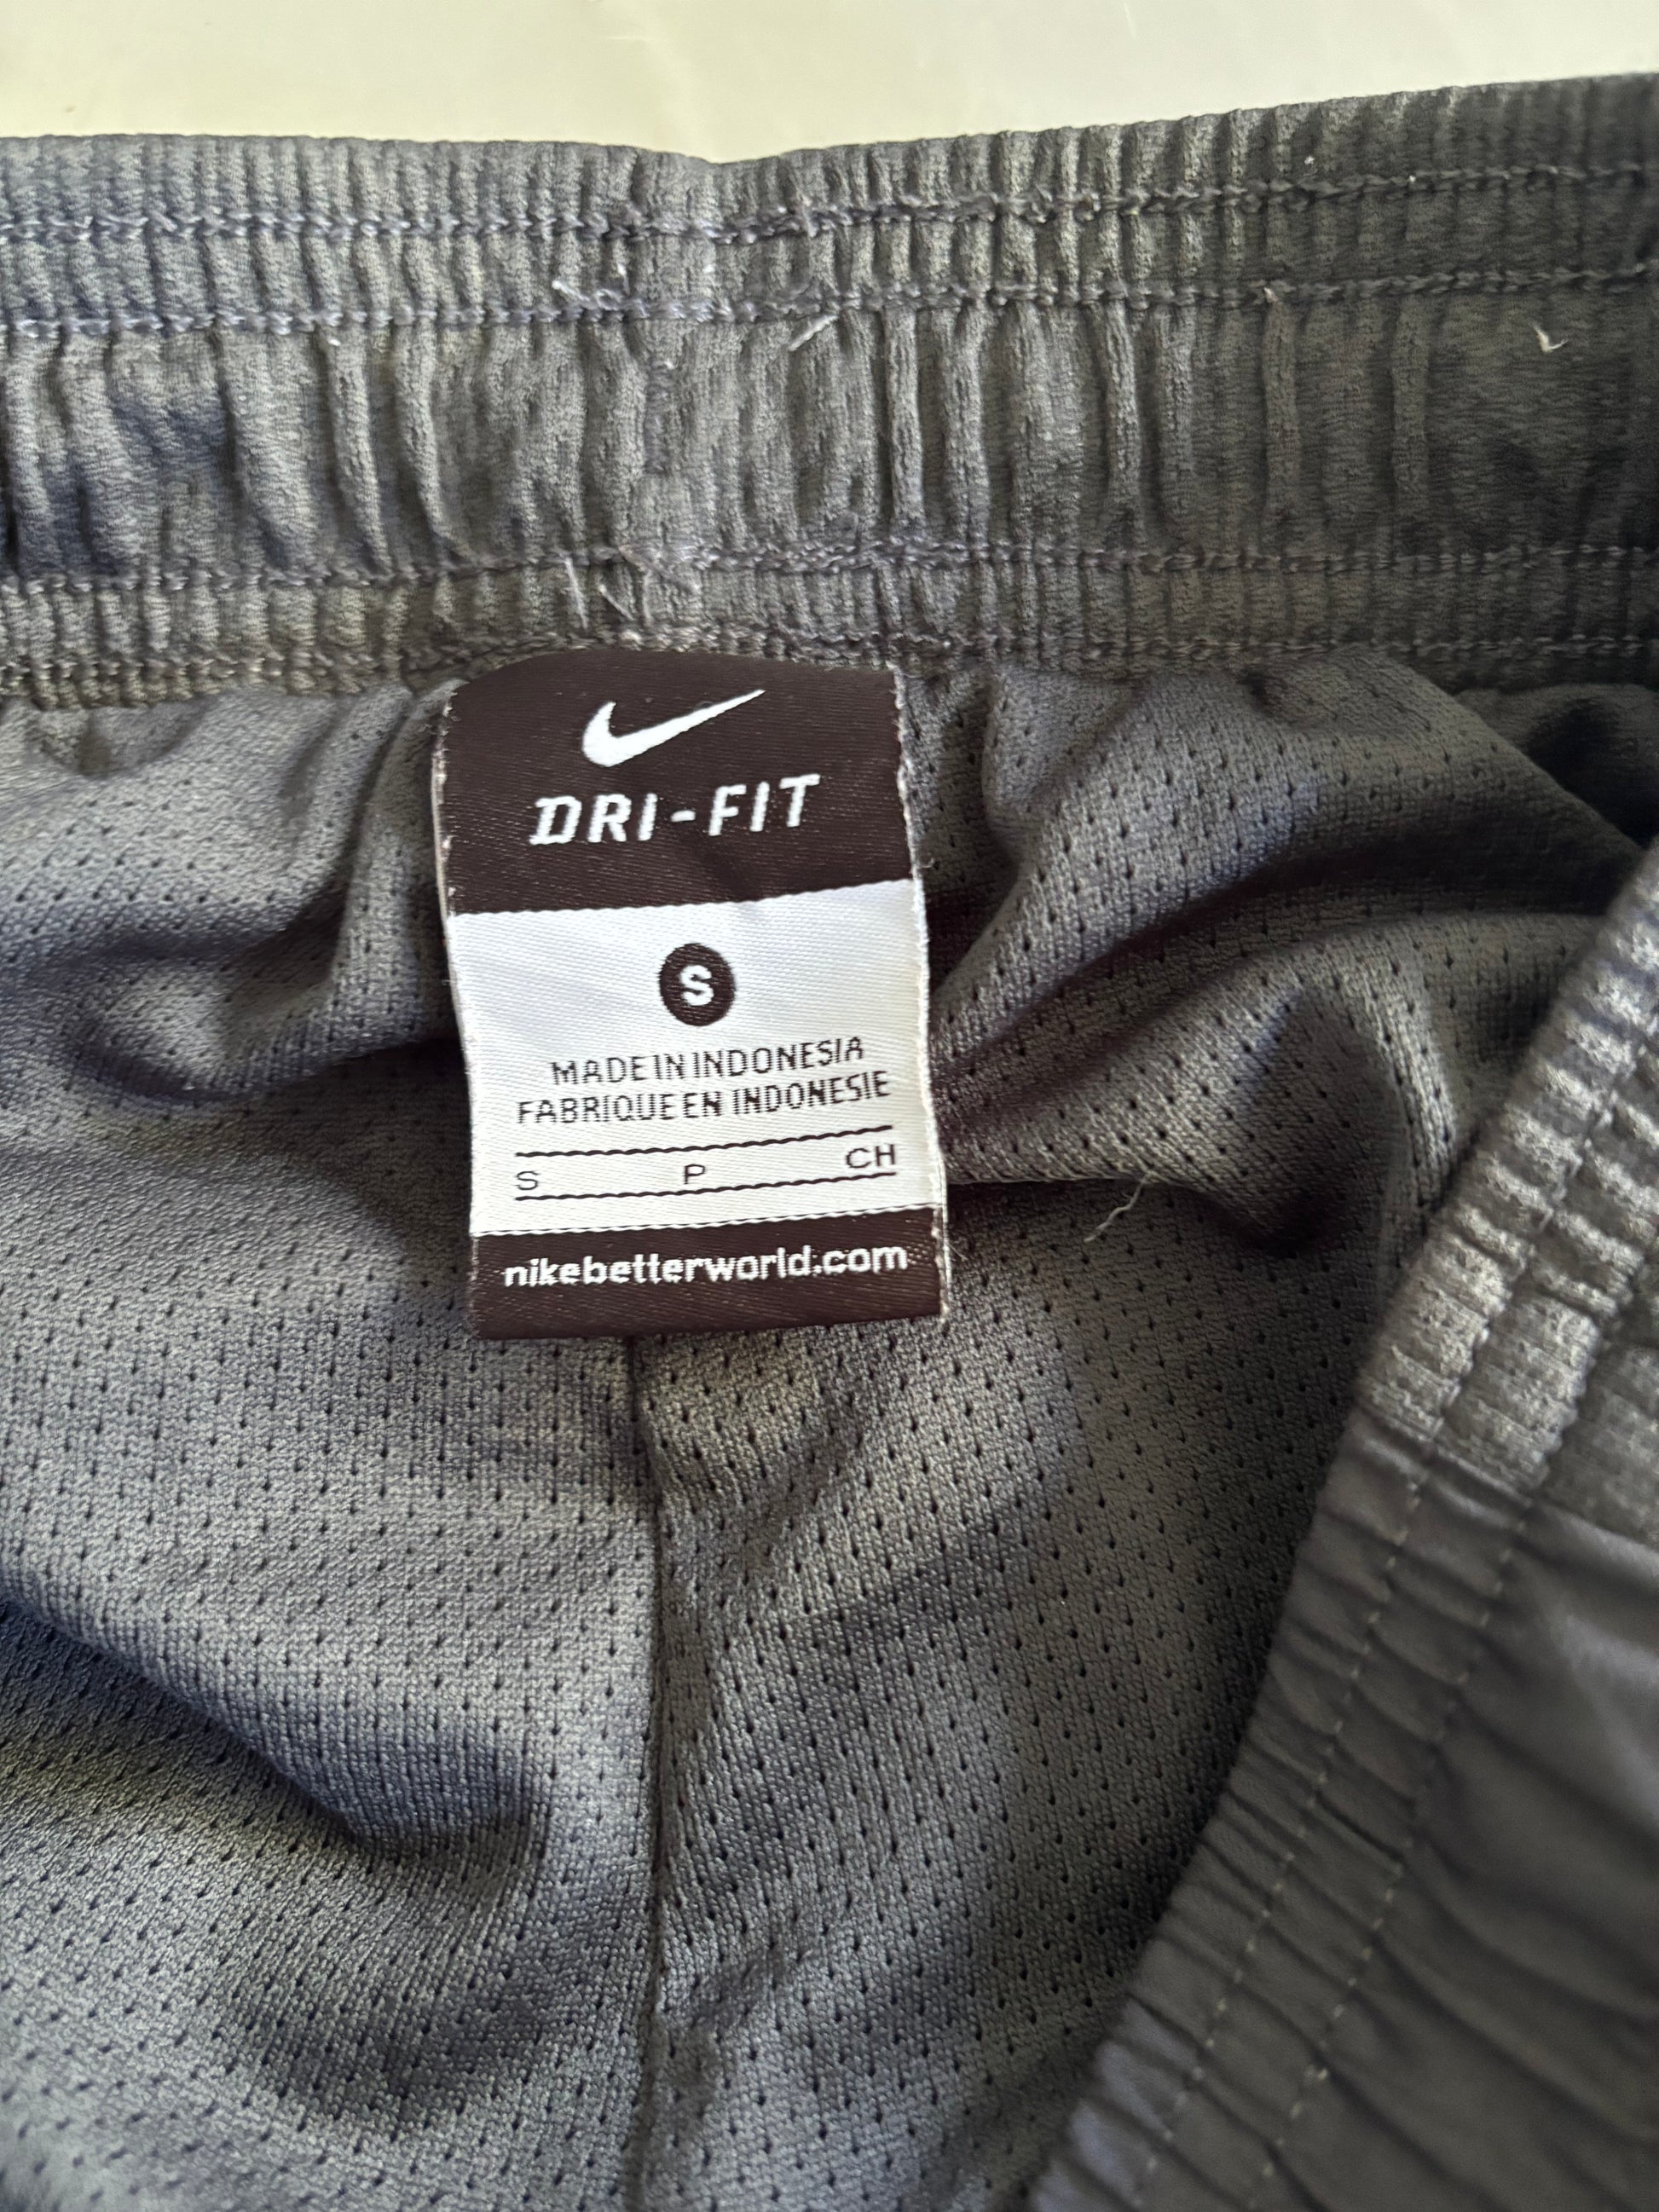 DRI-FIT
S
MADE IN INDONESIA
FABRIQUE EN INDONESIE
S P CH
nikebetterworld.com